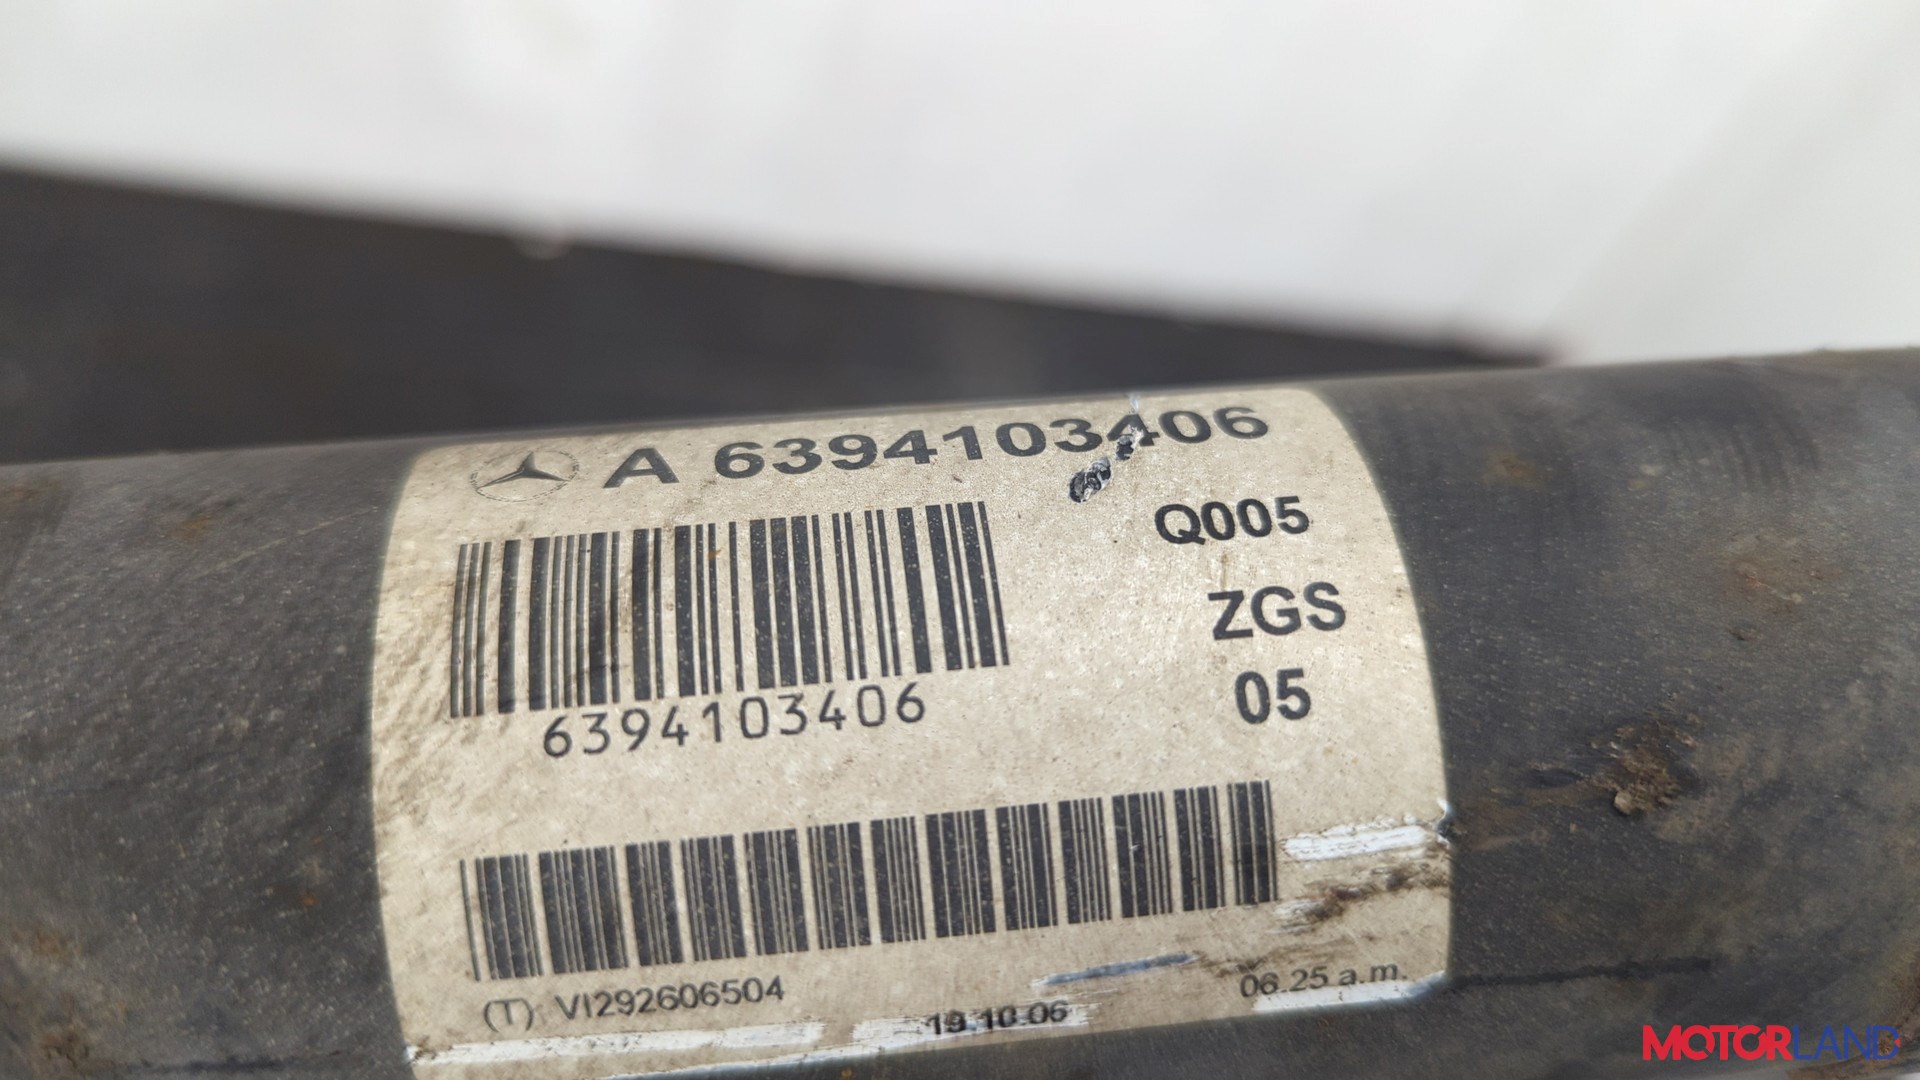 A 6394103406
Q005
ZGS
05
6394103406
(T) VI292606504
19.10.06
06.25 a.m.
MOTORLAND